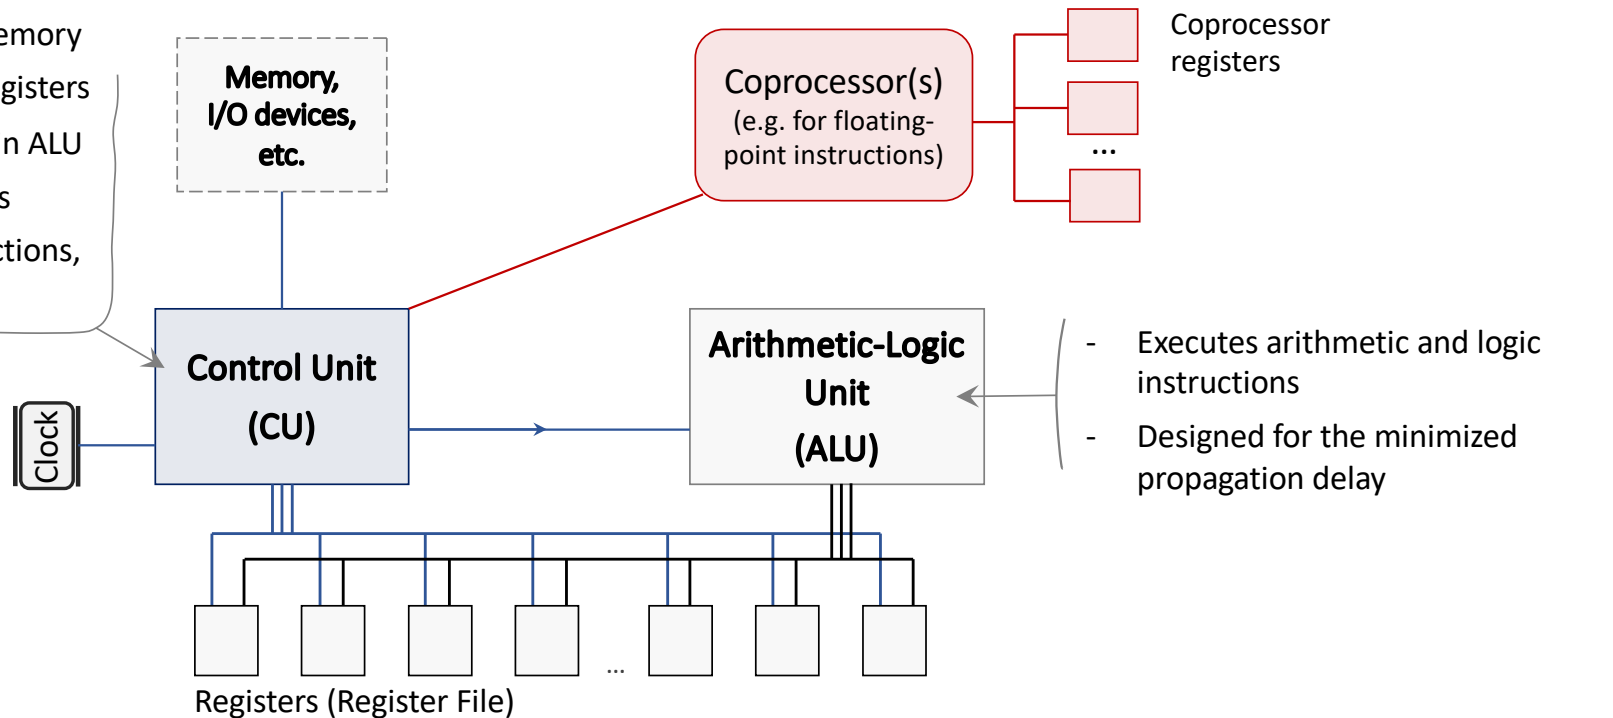 emory
gisters
n ALU
s
ctions,
Memory,
I/O devices,
etc.
Coprocessor(s)
(e.g. for floating-
point instructions)
Coprocessor
registers
...
Control Unit
(CU)
Arithmetic-Logic
Unit
(ALU)
- Executes arithmetic and logic
instructions
- Designed for the minimized
propagation delay
Clock
...
Registers (Register File)